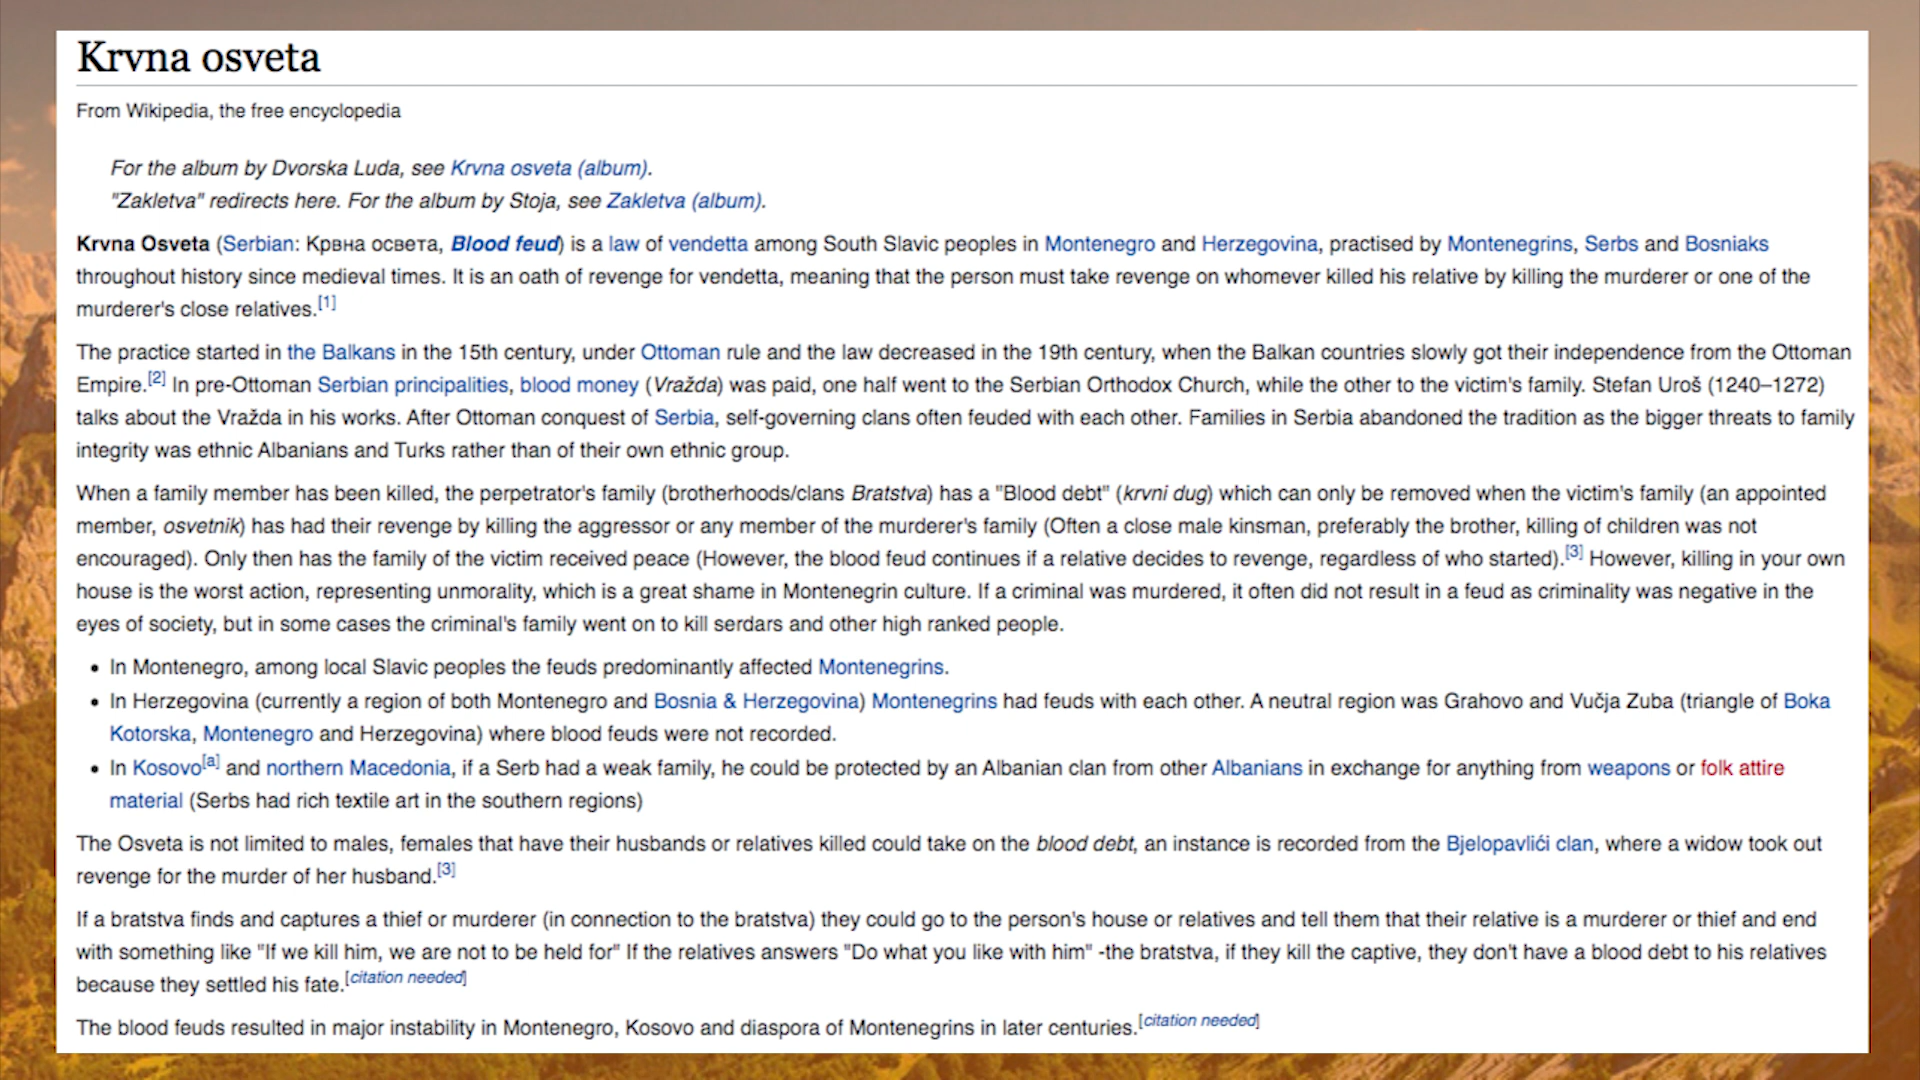 Krvna osveta
From Wikipedia, the free encyclopedia
For the album by Dvorska Luda, see Krvna osveta (album).
"Zakletva" redirects here. For the album by Stoja, see Zakletva (album).
Krvna Osveta (Serbian: Крвна освета, Blood feud) is a law of vendetta among South Slavic peoples in Montenegro and Herzegovina, practised by Montenegrins, Serbs and Bosniaks
throughout history since medieval times. It is an oath of revenge for vendetta, meaning that the person must take revenge on whomever killed his relative by killing the murderer or one of the
murderer's close relatives.[1]
The practice started in the Balkans in the 15th century, under Ottoman rule and the law decreased in the 19th century, when the Balkan countries slowly got their independence from the Ottoman
Empire.[2] In pre-Ottoman Serbian principalities, blood money (Vražda) was paid, one half went to the Serbian Orthodox Church, while the other to the victim's family. Stefan Uroš (1240–1272)
talks about the Vražda in his works. After Ottoman conquest of Serbia, self-governing clans often feuded with each other. Families in Serbia abandoned the tradition as the bigger threats to family
integrity was ethnic Albanians and Turks rather than of their own ethnic group.
When a family member has been killed, the perpetrator's family (brotherhoods/clans Bratstva) has a "Blood debt" (krvni dug) which can only be removed when the victim's family (an appointed
member, osvetnik) has had their revenge by killing the aggressor or any member of the murderer's family (Often a close male kinsman, preferably the brother, killing of children was not
encouraged). Only then has the family of the victim received peace (However, the blood feud continues if a relative decides to revenge, regardless of who started).[3] However, killing in your own
house is the worst action, representing unmorality, which is a great shame in Montenegrin culture. If a criminal was murdered, it often did not result in a feud as criminality was negative in the
eyes of society, but in some cases the criminal's family went on to kill serdars and other high ranked people.
• In Montenegro, among local Slavic peoples the feuds predominantly affected Montenegrins.
• In Herzegovina (currently a region of both Montenegro and Bosnia & Herzegovina) Montenegrins had feuds with each other. A neutral region was Grahovo and Vučja Zuba (triangle of Boka
Kotorska, Montenegro and Herzegovina) where blood feuds were not recorded.
• In Kosovo[a] and northern Macedonia, if a Serb had a weak family, he could be protected by an Albanian clan from other Albanians in exchange for anything from weapons or folk attire
material (Serbs had rich textile art in the southern regions)
The Osveta is not limited to males, females that have their husbands or relatives killed could take on the blood debt, an instance is recorded from the Bjelopavlići clan, where a widow took out
revenge for the murder of her husband.[3]
If a bratstva finds and captures a thief or murderer (in connection to the bratstva) they could go to the person's house or relatives and tell them that their relative is a murderer or thief and end
with something like "If we kill him, we are not to be held for" If the relatives answers "Do what you like with him" -the bratstva, if they kill the captive, they don't have a blood debt to his relatives
because they settled his fate.[citation needed]
The blood feuds resulted in major instability in Montenegro, Kosovo and diaspora of Montenegrins in later centuries.[citation needed]